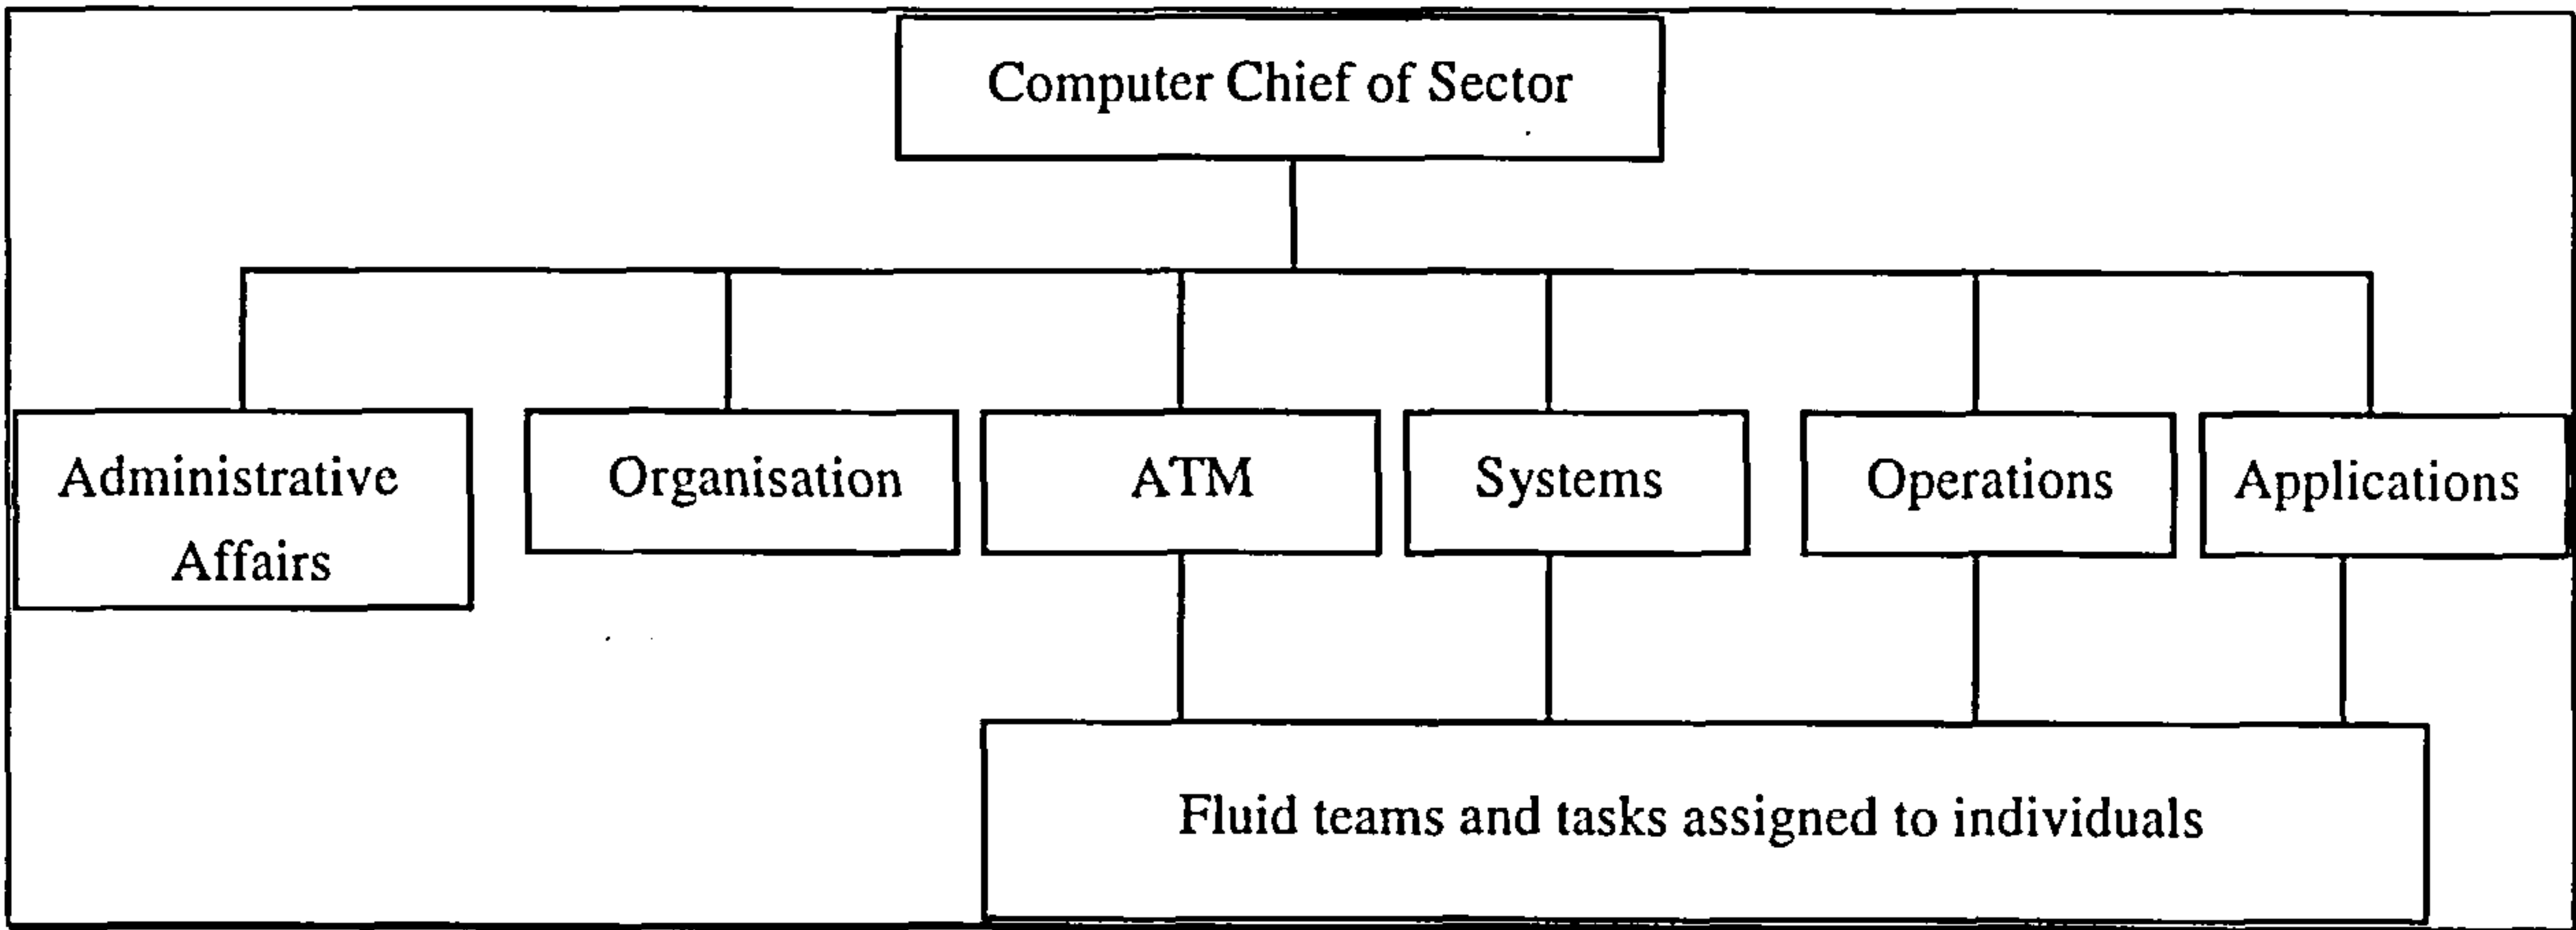 Computer Chief of Sector
Administrative
Affairs
Organisation
ATM
Systems
Operations
Applications
Fluid teams and tasks assigned to individuals